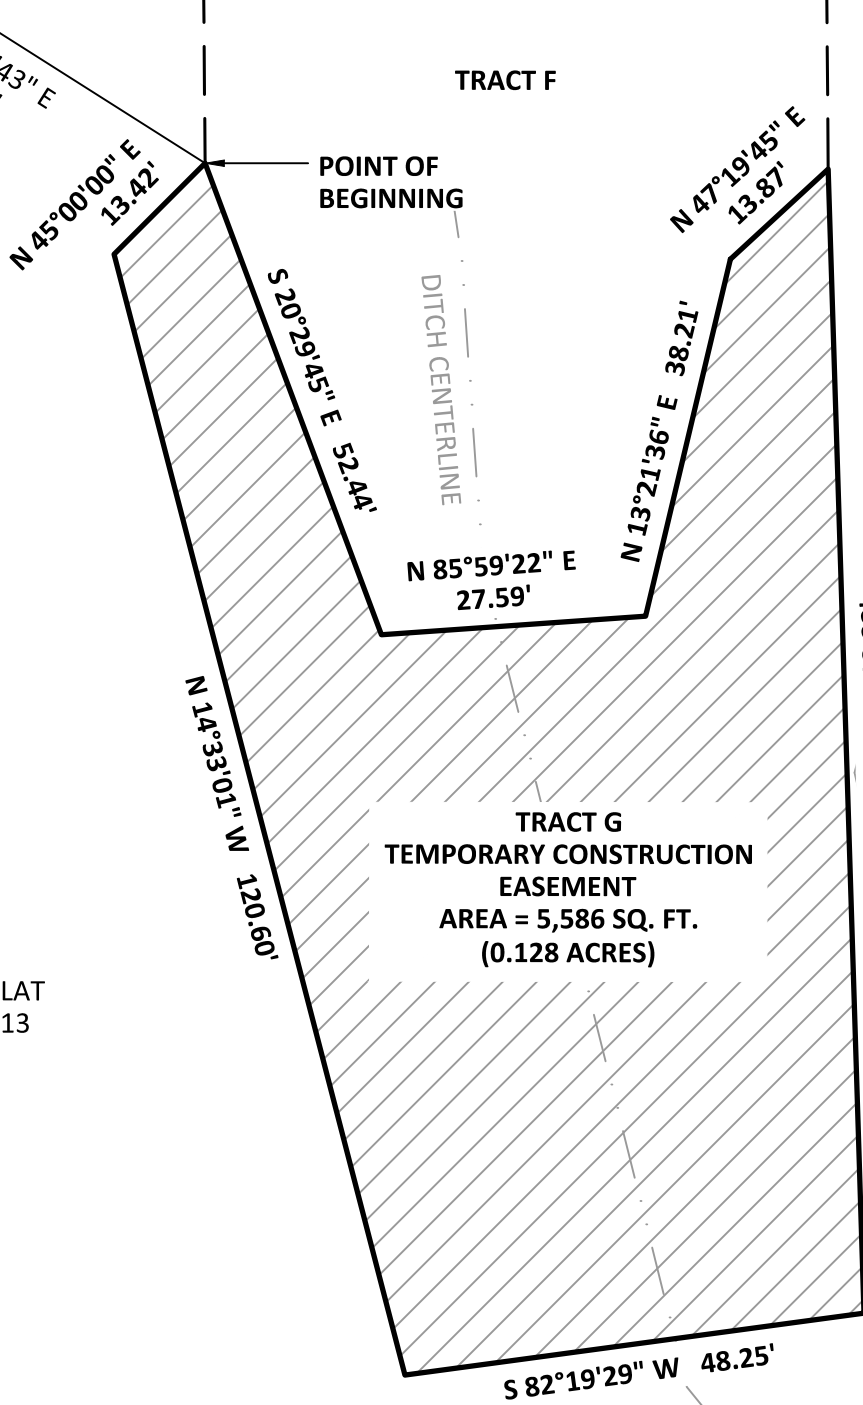 43" E
TRACT F
N 45°00'00" E
13.42'
POINT OF
BEGINNING
N 47°19'45" E
13.87'
S 20°29'45" E 52.44'
DITCH CENTERLINE
N 13°21'36" E 38.21'
N 85°59'22" E
27.59'
N 14°33'01" W 120.60'
TRACT G
TEMPORARY CONSTRUCTION
EASEMENT
AREA = 5,586 SQ. FT.
(0.128 ACRES)
LAT
13
S 82°19'29" W 48.25'